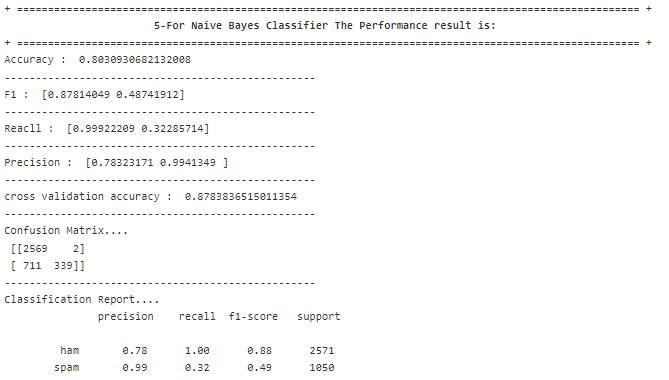 + ==================================================================================================== +
5-For Naive Bayes Classifier The Performance result is:
+ ==================================================================================================== +
Accuracy :  0.8030930682132008
--------------------------------------------------
F1 :  [0.87814049 0.48741912]
--------------------------------------------------
Reacll :  [0.99922209 0.32285714]
--------------------------------------------------
Precision :  [0.78323171 0.9941349 ]
--------------------------------------------------
cross validation accuracy :  0.8783836515011354
--------------------------------------------------
Confusion Matrix....
[[2569    2]
[ 711  339]]
--------------------------------------------------
Classification Report....
precision    recall  f1-score   support
ham       0.78      1.00      0.88      2571
spam       0.99      0.32      0.49      1050